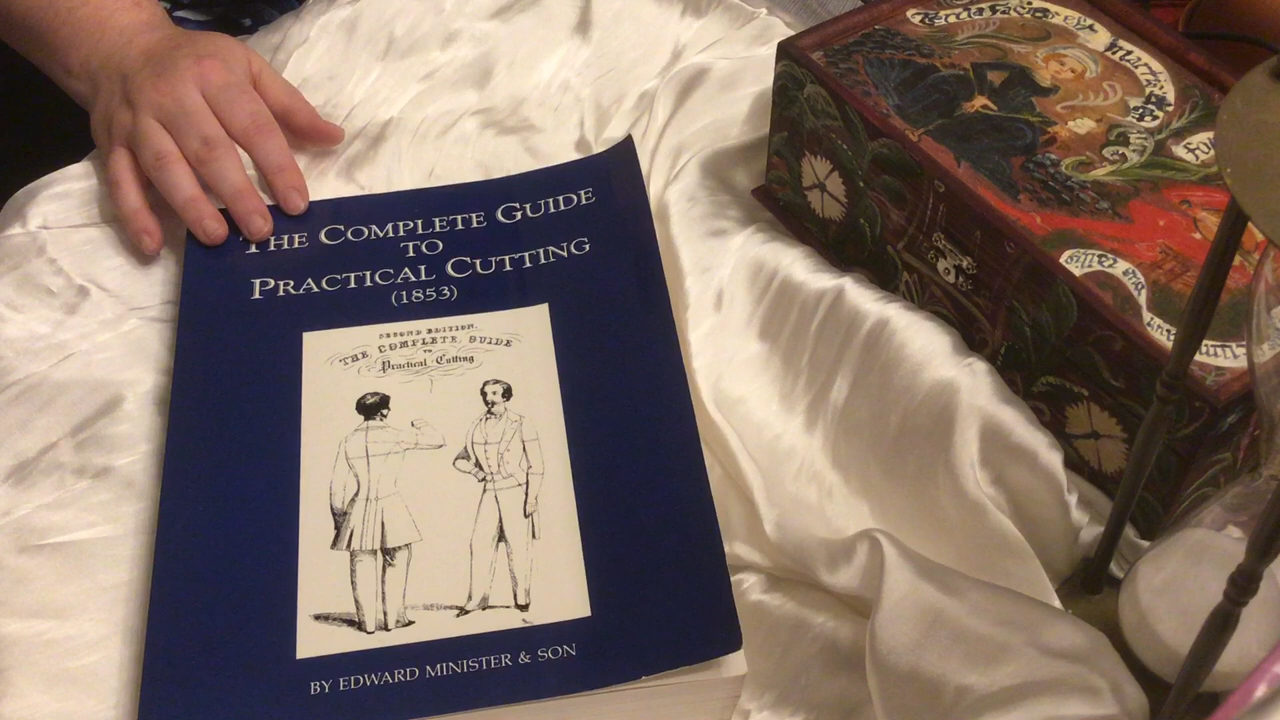 THE COMPLETE GUIDE
TO
PRACTICAL CUTTING
(1853)
SECOND EDITION.
THE COMPLETE GUIDE
TO
Practical Cutting
BY EDWARD MINISTER & SON